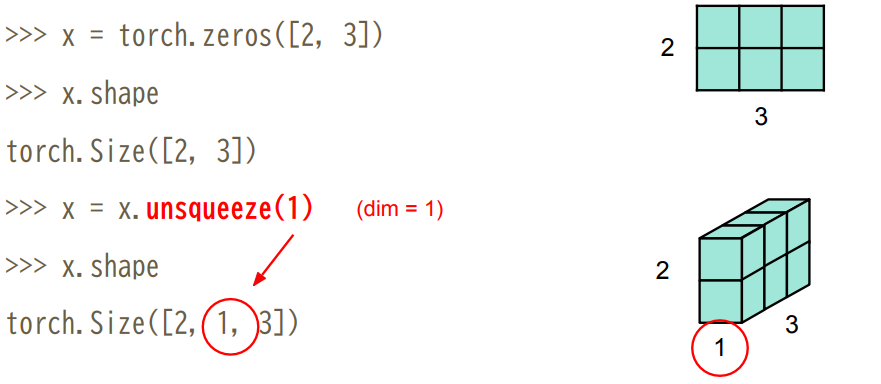 >>> x = torch.zeros([2, 3])
>>> x.shape
torch.Size([2, 3])
>>> x = x.unsqueeze(1) (dim = 1)
>>> x.shape
torch.Size([2, 1, 3])
2
3
2
3
1